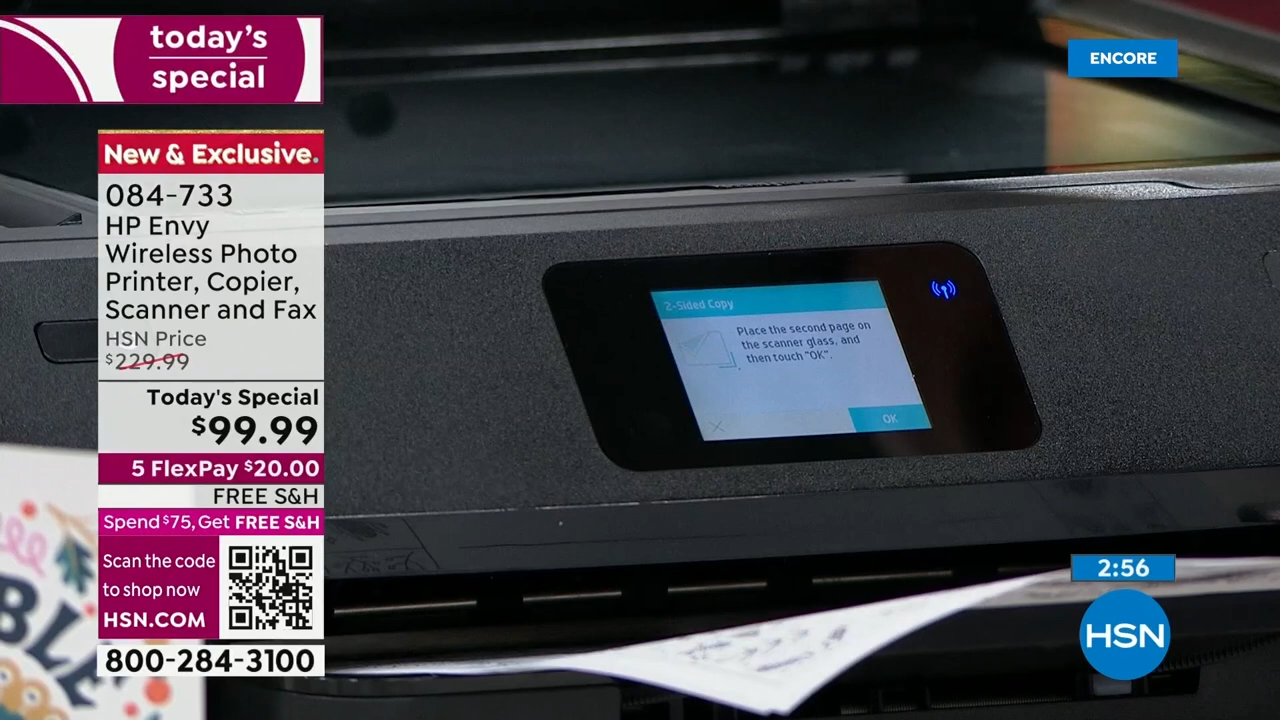 today's
special
ENCORE
New & Exclusive.
084-733
HP Envy
Wireless Photo
Printer, Copier,
Scanner and Fax
HSN Price
$229.99
Today's Special
$99.99
5 FlexPay $20.00
FREE S&H
Spend $75, Get FREE S&H
Scan the code
to shop now
HSN.COM
800-284-3100
2-Sided Copy
Place the second page on
the scanner glass, and
then touch "OK".
OK
BLE
2:56
HSN